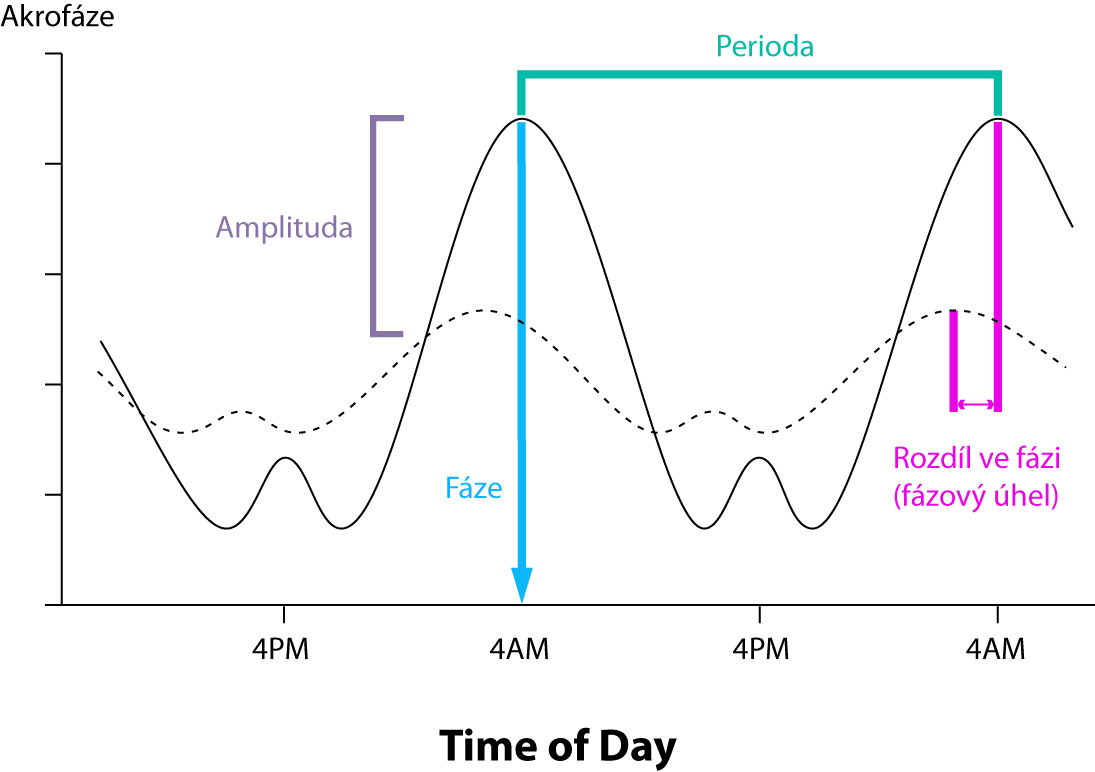 Akrofáze
Perioda
Amplituda
Fáze
Rozdíl ve fázi
(fázový úhel)
4PM
4AM
4PM
4AM
Time of Day